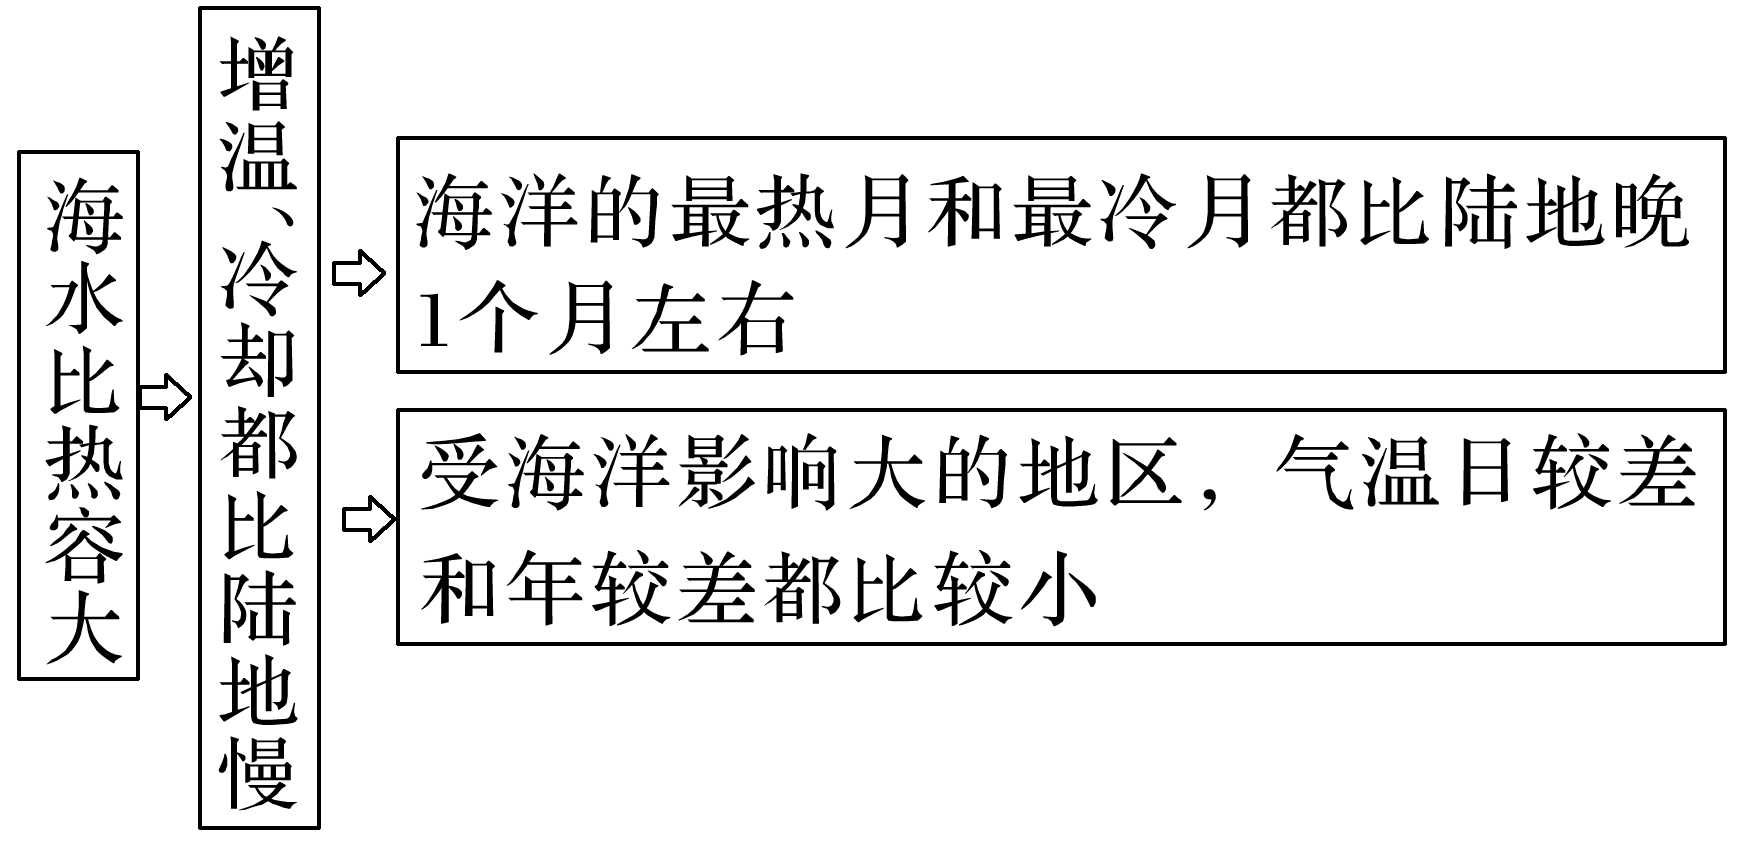 海水比热容大
增温、冷却都比陆地慢
海洋的最热月和最冷月都比陆地晚
1个月左右
受海洋影响大的地区，气温日较差
和年较差都比较小